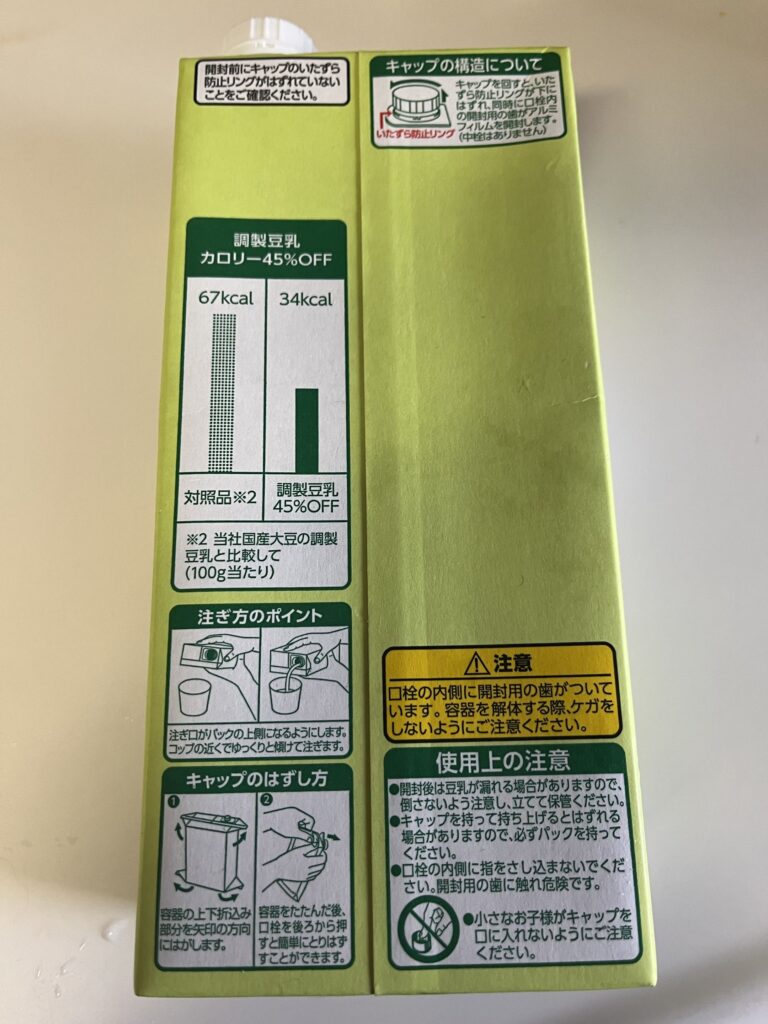 開封前にキャップのいたずら
防止リングがはずれていない
ことをご確認ください。
キャップの構造について
キャップを回すと、いた
ずら防止リングが下に
はずれ、同時に口栓内
の開封用の歯がアルミ
フィルムを開封します。
(中栓はありません)
いたずら防止リング
調製豆乳
カロリー45%OFF
67kcal
34kcal
対照品※2
調製豆乳
45%OFF
※2 当社国産大豆の調製
豆乳と比較して
(100g当たり)
注ぎ方のポイント
注ぎ口がパックの上側になるようにします。
コップの近くでゆっくりと傾けて注ぎます。
キャップのはずし方
1
容器の上下折込み
部分を矢印の方向
にはがします。
2
容器をたたんだ後、
口栓を後ろから押
すと簡単にとりはず
すことができます。
注意
口栓の内側に開封用の歯がついて
います。容器を解体する際、ケガを
しないようにご注意ください。
使用上の注意
●開封後は豆乳が漏れる場合がありますので、
倒さないよう注意し、立てて保管ください。
●キャップを持って持ち上げるとはずれる
場合がありますので、必ずパックを持って
ください。
●口栓の内側に指をさし込まないでくだ
さい。開封用の歯に触れ危険です。
●小さなお子様がキャップを
口に入れないようにご注意
ください。